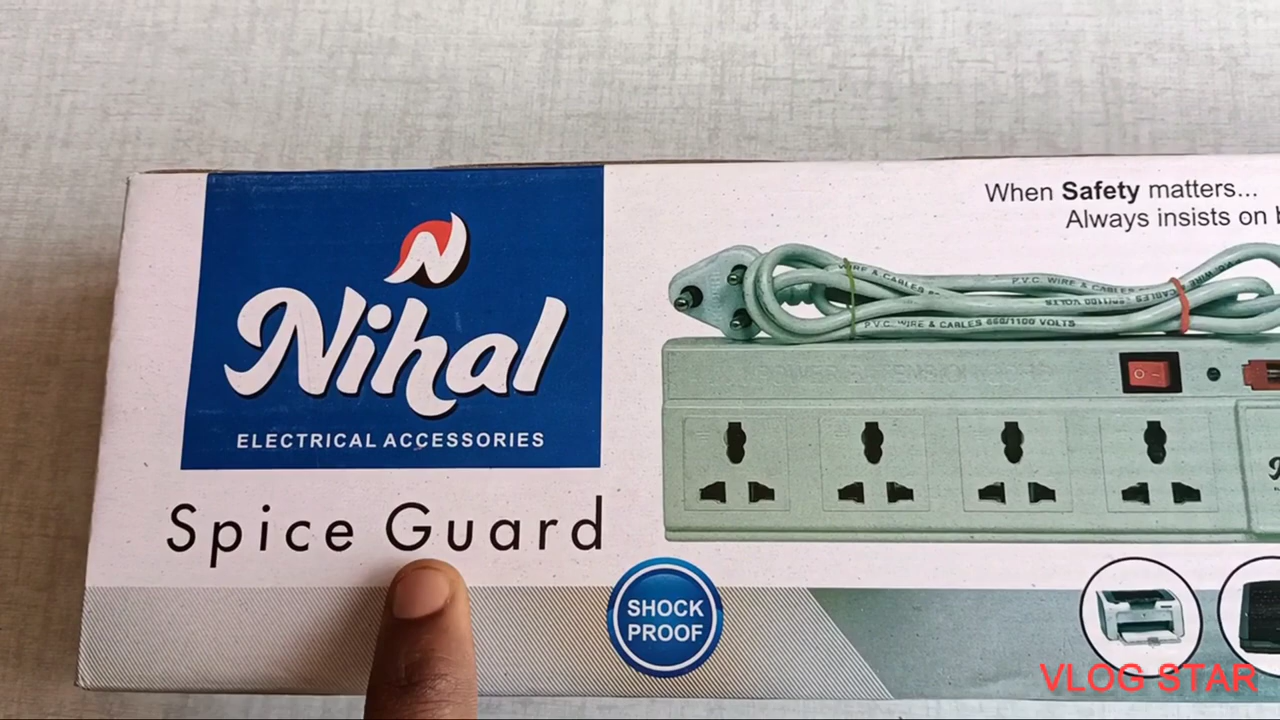 When Safety matters...
Always insists on
Nihal
ELECTRICAL ACCESSORIES
Spice Guard
P.V.C. WIRE & CABLES 660/1100 VOLTS
SHOCK
PROOF
VLOG STAR